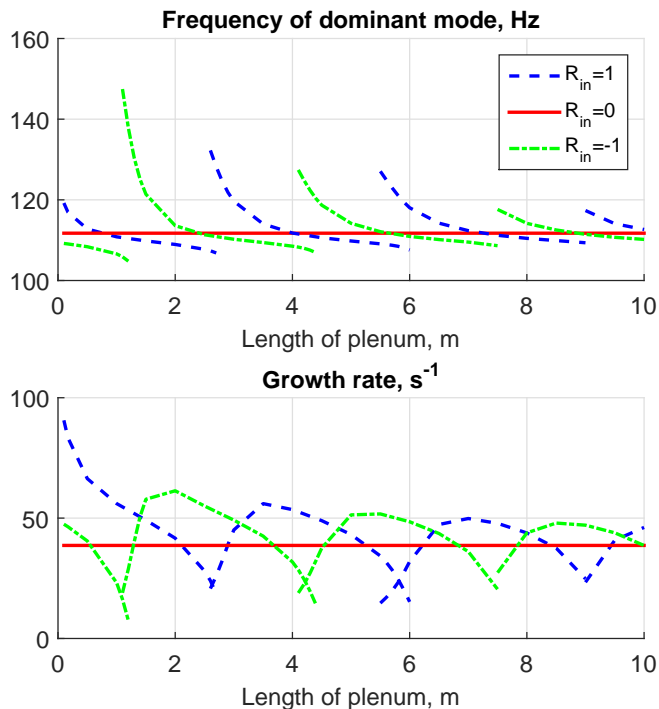 Frequency of dominant mode, Hz
160
140
120
100
R_in=1
R_in=0
R_in=-1
0 2 4 6 8 10
Length of plenum, m
Growth rate, s^-1
100
50
0
0 2 4 6 8 10
Length of plenum, m